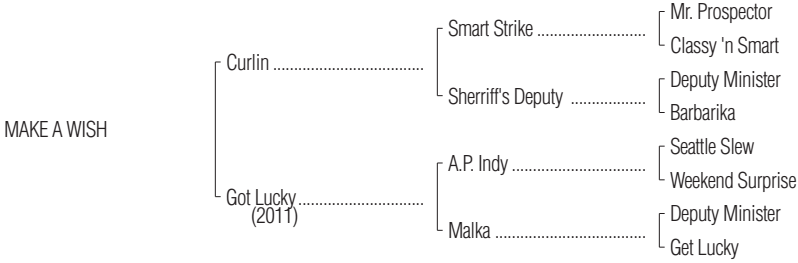 Mr. Prospector
Smart Strike ..........................
Classy 'n Smart
Curlin ....................................
Deputy Minister
Sherriff's Deputy ..................
Barbarika
MAKE A WISH
Seattle Slew
A.P. Indy ................................
Weekend Surprise
Got Lucky ..............................
(2011)
Deputy Minister
Malka ....................................
Get Lucky